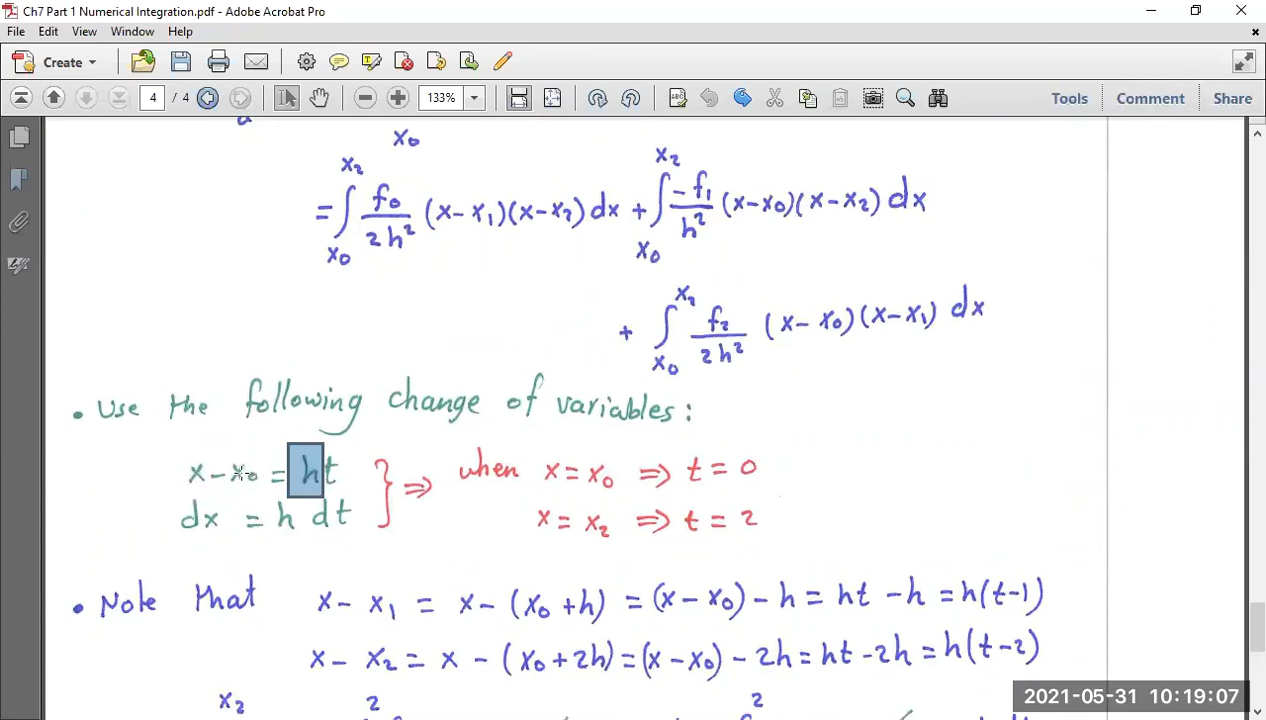 Ch7 Part 1 Numerical Integration.pdf - Adobe Acrobat Pro
File Edit View Window Help
Create
4 / 4 133% Tools Comment Share
x₀
= ∫_{x₀}^{x₂} f₀/2h² (x-x₁)(x-x₂) dx + ∫_{x₀}^{x₂} -f₁/h² (x-x₀)(x-x₂) dx
+ ∫_{x₀}^{x₂} f₂/2h² (x-x₀)(x-x₁) dx
• Use the following change of variables:
x-x₀ = ht } ⇒ when x = x₀ ⇒ t = 0
dx = h dt x = x₂ ⇒ t = 2
• Note that x - x₁ = x - (x₀ + h) = (x - x₀) - h = ht - h = h(t-1)
x - x₂ = x - (x₀ + 2h) = (x - x₀) - 2h = ht - 2h = h(t-2)
x₂ 2 2
2021-05-31 10:19:07